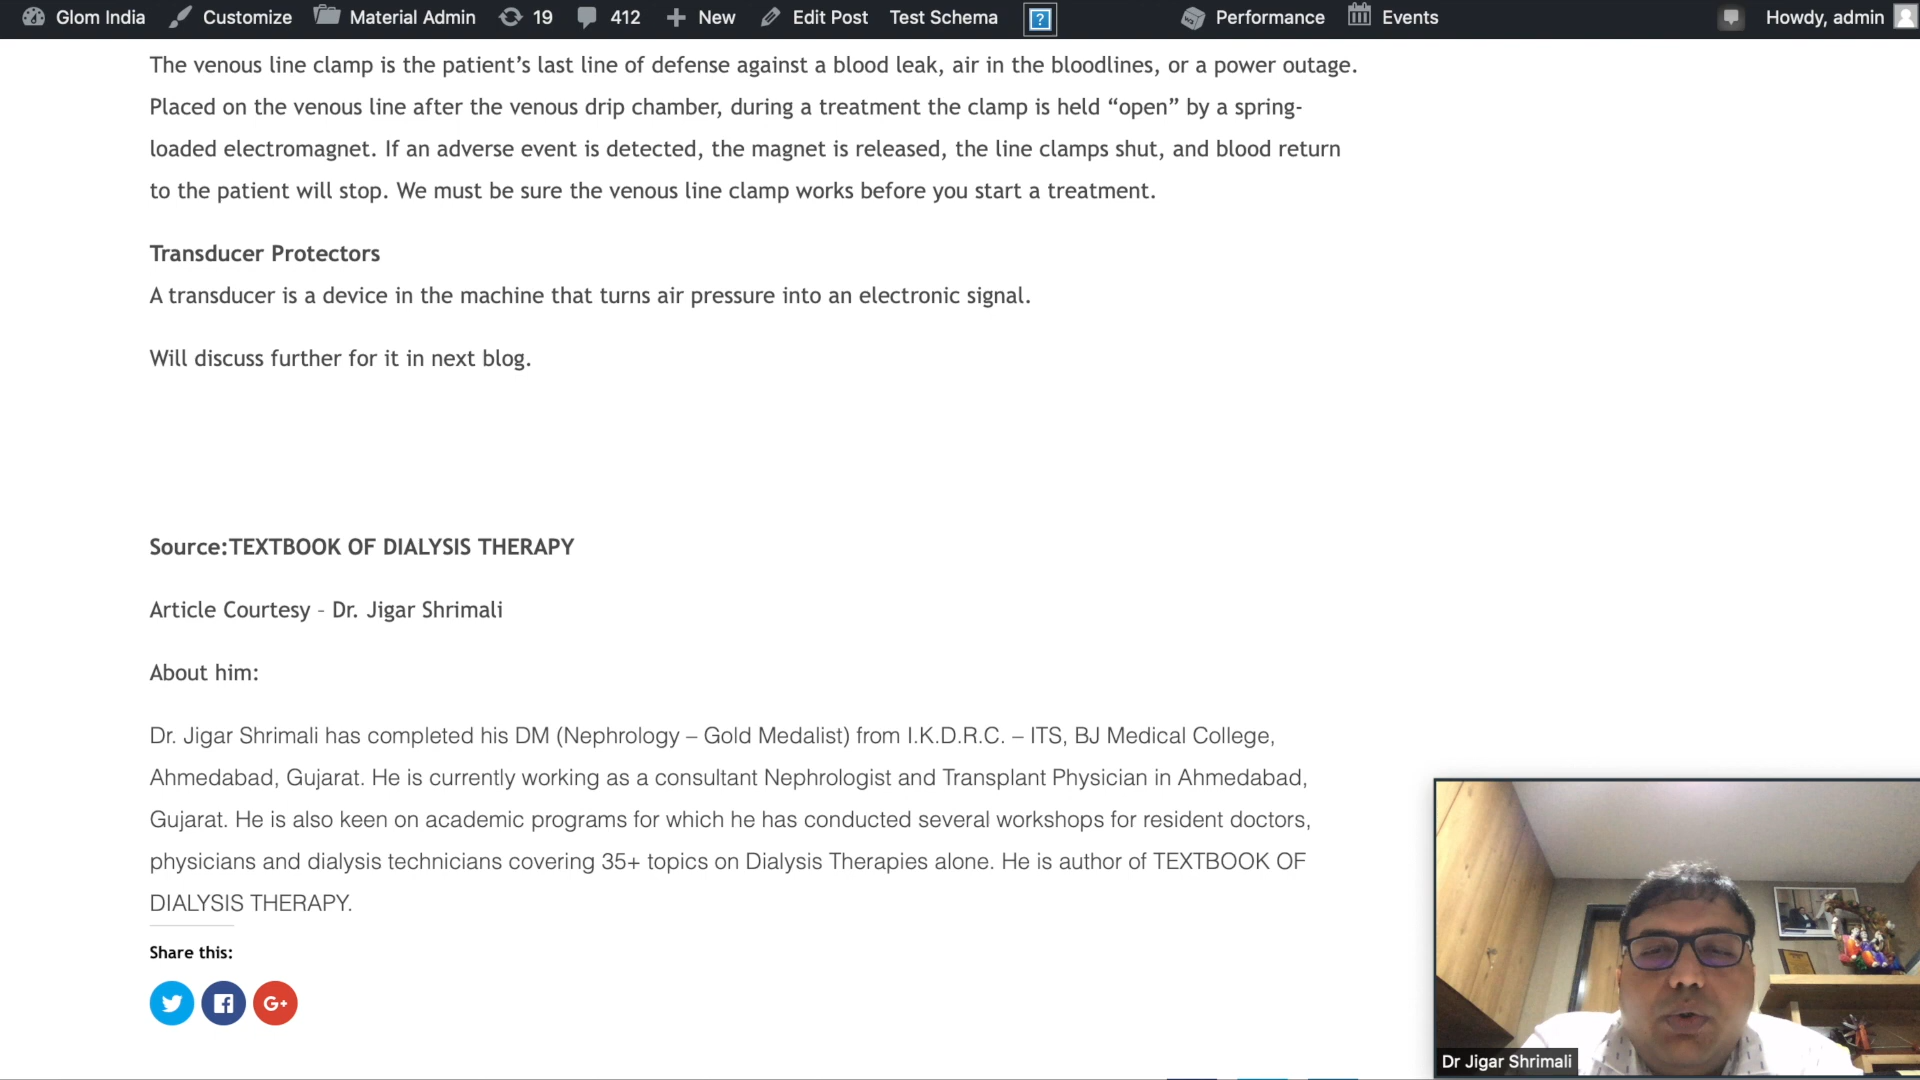 Glom India Customize Material Admin 19 412 New Edit Post Test Schema ? Performance Events Howdy, admin
The venous line clamp is the patient’s last line of defense against a blood leak, air in the bloodlines, or a power outage.
Placed on the venous line after the venous drip chamber, during a treatment the clamp is held “open” by a spring-
loaded electromagnet. If an adverse event is detected, the magnet is released, the line clamps shut, and blood return
to the patient will stop. We must be sure the venous line clamp works before you start a treatment.
Transducer Protectors
A transducer is a device in the machine that turns air pressure into an electronic signal.
Will discuss further for it in next blog.
Source:TEXTBOOK OF DIALYSIS THERAPY
Article Courtesy – Dr. Jigar Shrimali
About him:
Dr. Jigar Shrimali has completed his DM (Nephrology – Gold Medalist) from I.K.D.R.C. – ITS, BJ Medical College,
Ahmedabad, Gujarat. He is currently working as a consultant Nephrologist and Transplant Physician in Ahmedabad,
Gujarat. He is also keen on academic programs for which he has conducted several workshops for resident doctors,
physicians and dialysis technicians covering 35+ topics on Dialysis Therapies alone. He is author of TEXTBOOK OF
DIALYSIS THERAPY.
Share this:
G+
Dr Jigar Shrimali